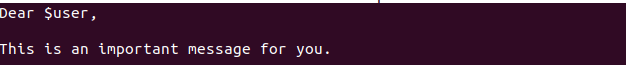 Dear $user,
This is an important message for you.